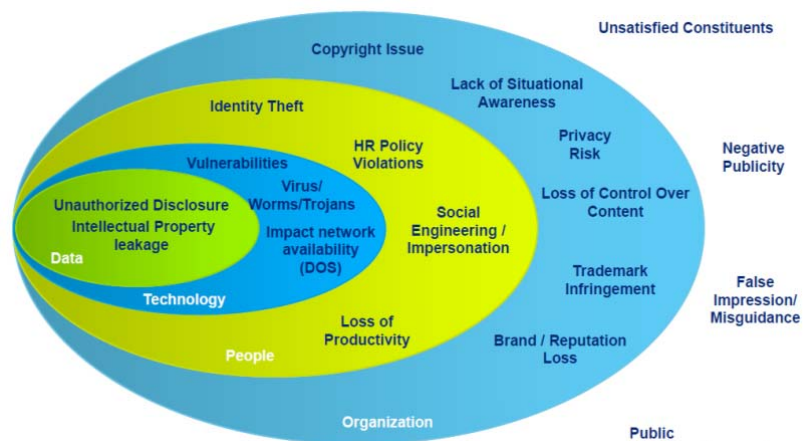 Unsatisfied Constituents
Copyright Issue
Lack of Situational
Awareness
Identity Theft
Privacy
Risk
HR Policy
Violations
Negative
Publicity
Vulnerabilities
Virus/
Worms/Trojans
Loss of Control Over
Content
Unauthorized Disclosure
Intellectual Property
leakage
Data
Impact network
availability
(DOS)
Social
Engineering /
Impersonation
Trademark
Infringement
False
Impression/
Misguidance
Technology
Loss of
Productivity
People
Brand / Reputation
Loss
Organization
Public